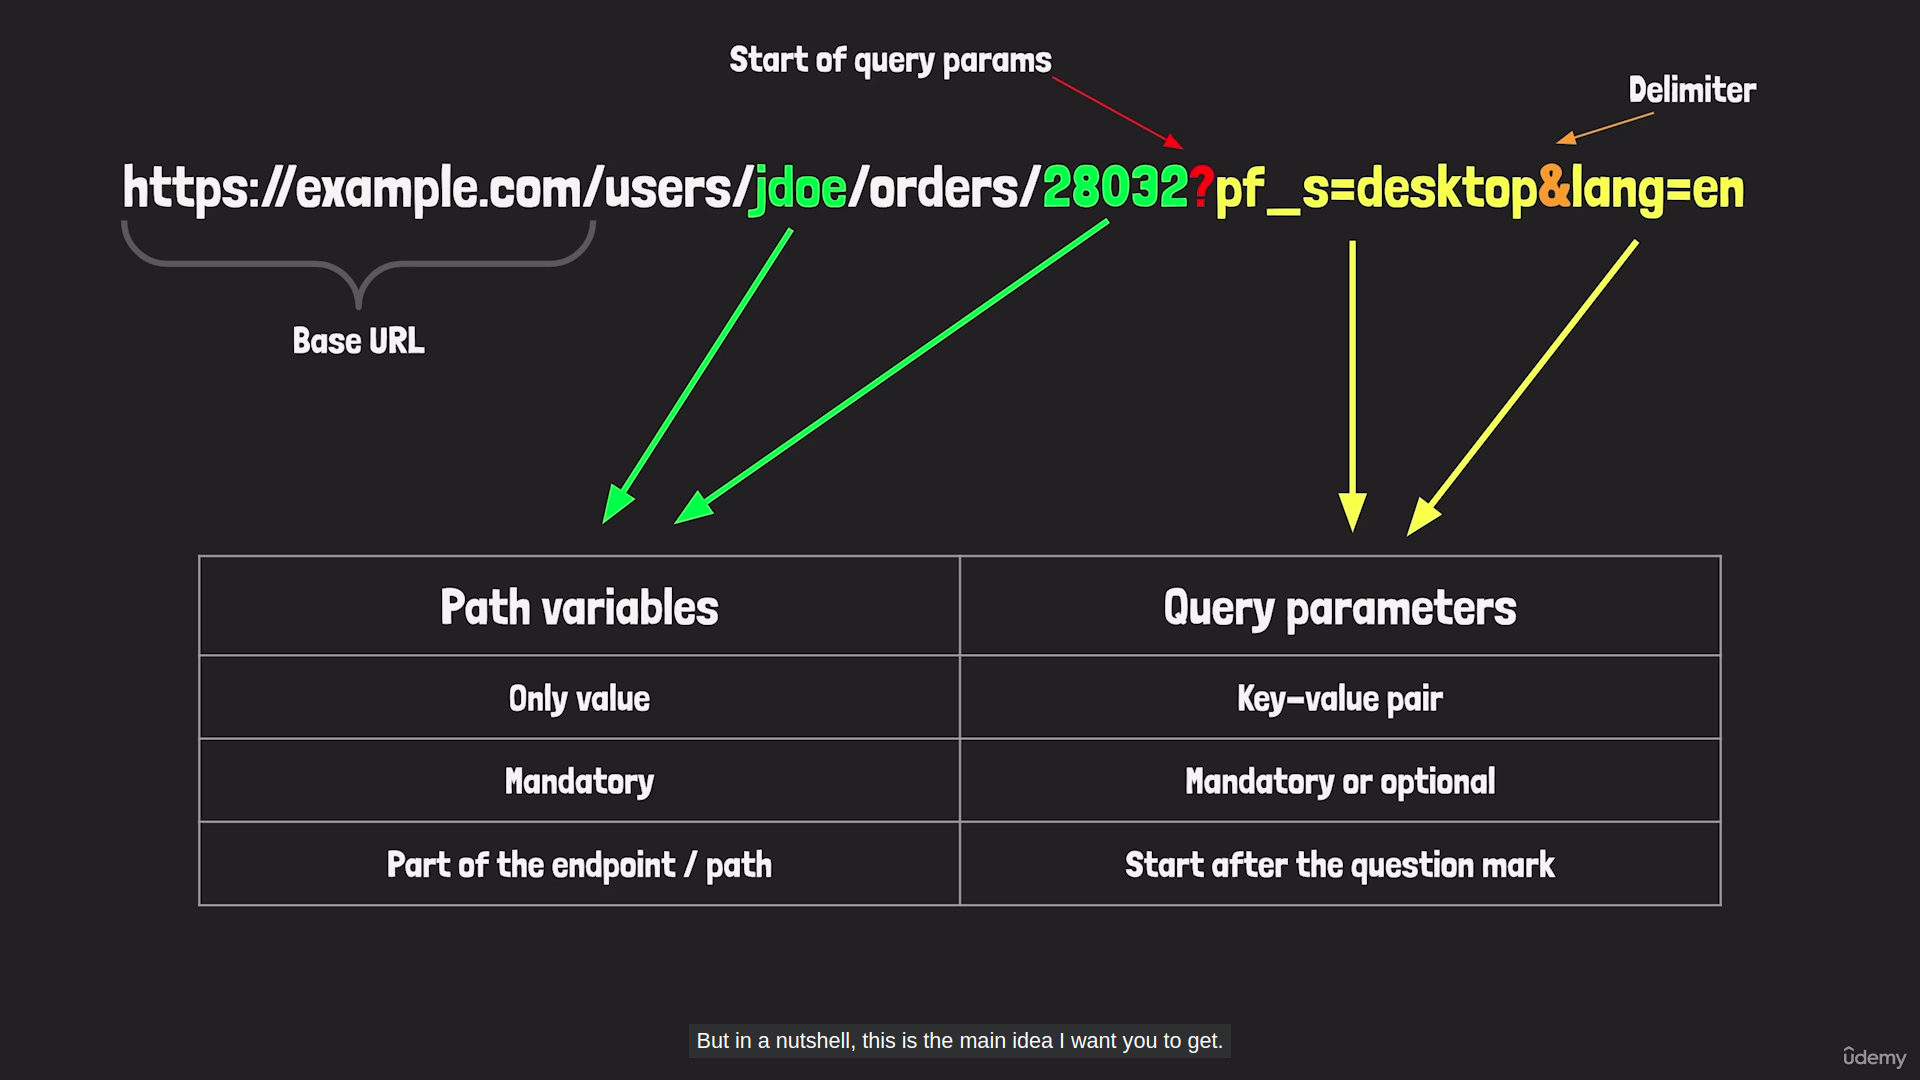 Start of query params
Delimiter
https://example.com/users/jdoe/orders/28032?pf_s=desktop&lang=en
Base URL
Path variables
Query parameters
Only value
Key-value pair
Mandatory
Mandatory or optional
Part of the endpoint / path
Start after the question mark
But in a nutshell, this is the main idea I want you to get.
ûdemy